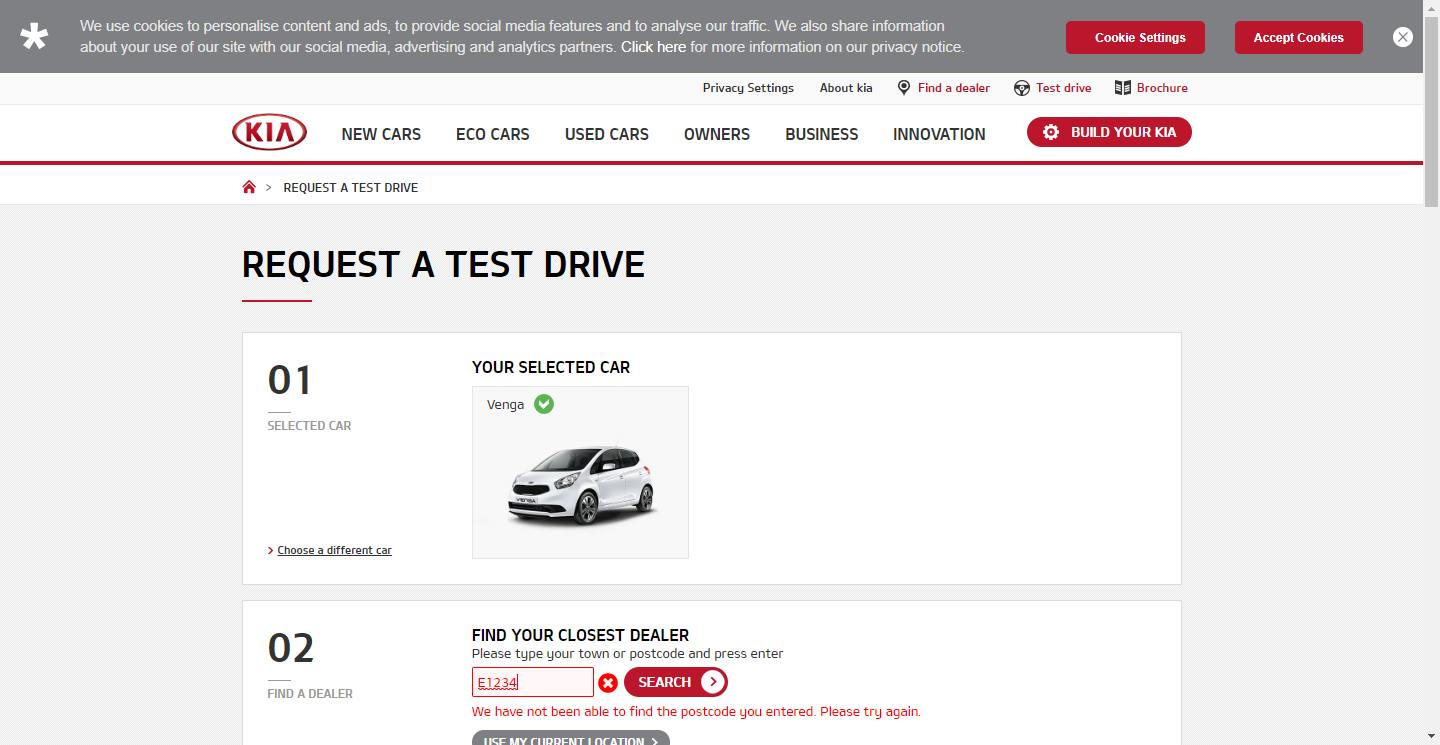 We use cookies to personalise content and ads, to provide social media features and to analyse our traffic. We also share information
about your use of our site with our social media, advertising and analytics partners. Click here for more information on our privacy notice.
Cookie Settings
Accept Cookies
Privacy Settings
About kia
Find a dealer
Test drive
Brochure
KIA
NEW CARS
ECO CARS
USED CARS
OWNERS
BUSINESS
INNOVATION
BUILD YOUR KIA
> REQUEST A TEST DRIVE
REQUEST A TEST DRIVE
01
SELECTED CAR
> Choose a different car
YOUR SELECTED CAR
Venga
VENGA
02
FIND A DEALER
FIND YOUR CLOSEST DEALER
Please type your town or postcode and press enter
E1234
SEARCH
We have not been able to find the postcode you entered. Please try again.
USE MY CURRENT LOCATION